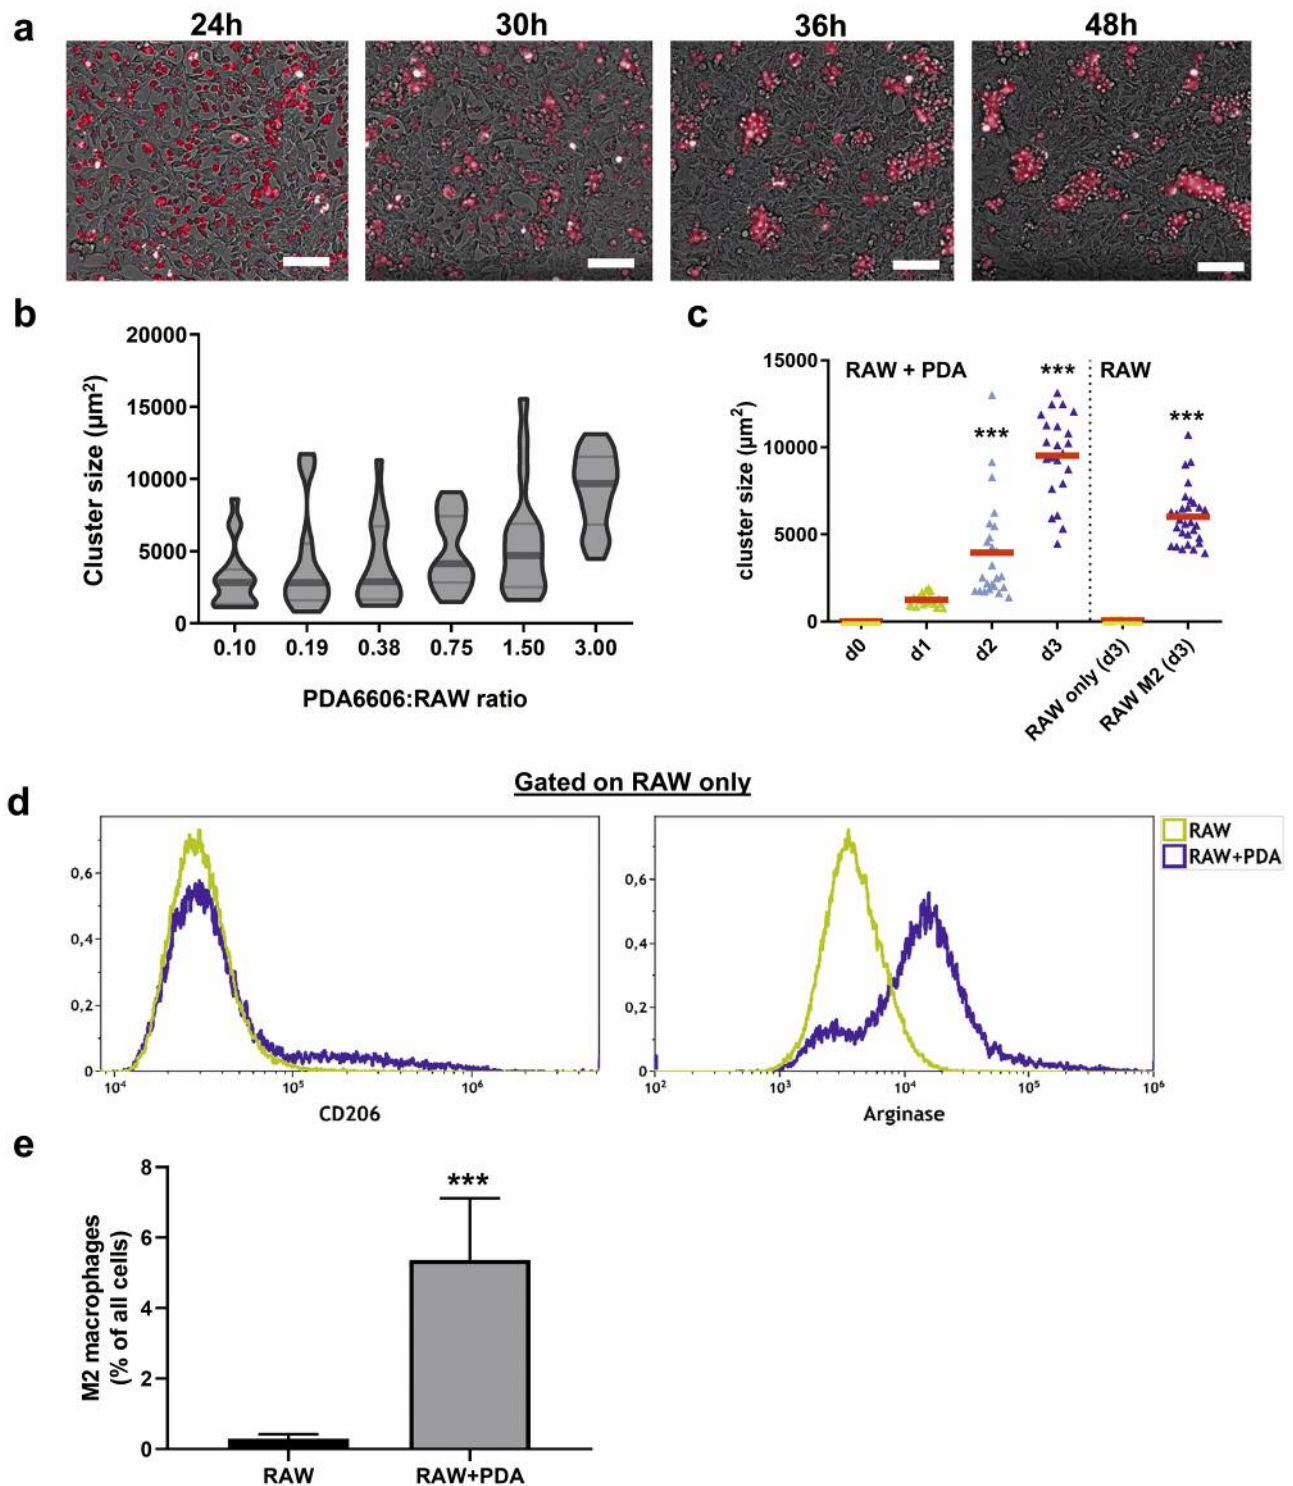 a
24h
30h
36h
48h
b
20000
15000
10000
5000
0
Cluster size (µm²)
0.10
0.19
0.38
0.75
1.50
3.00
PDA6606:RAW ratio
c
15000
10000
5000
0
cluster size (µm²)
RAW + PDA
***
***
RAW
***
d0
d1
d2
d3
RAW only (d3)
RAW M2 (d3)
Gated on RAW only
d
0,6
0,4
0,2
0
10⁴
10⁵
10⁶
CD206
0,6
0,4
0,2
0
10²
10³
10⁴
10⁵
10⁶
Arginase
RAW
RAW+PDA
e
8
6
4
2
0
M2 macrophages
(% of all cells)
***
RAW
RAW+PDA